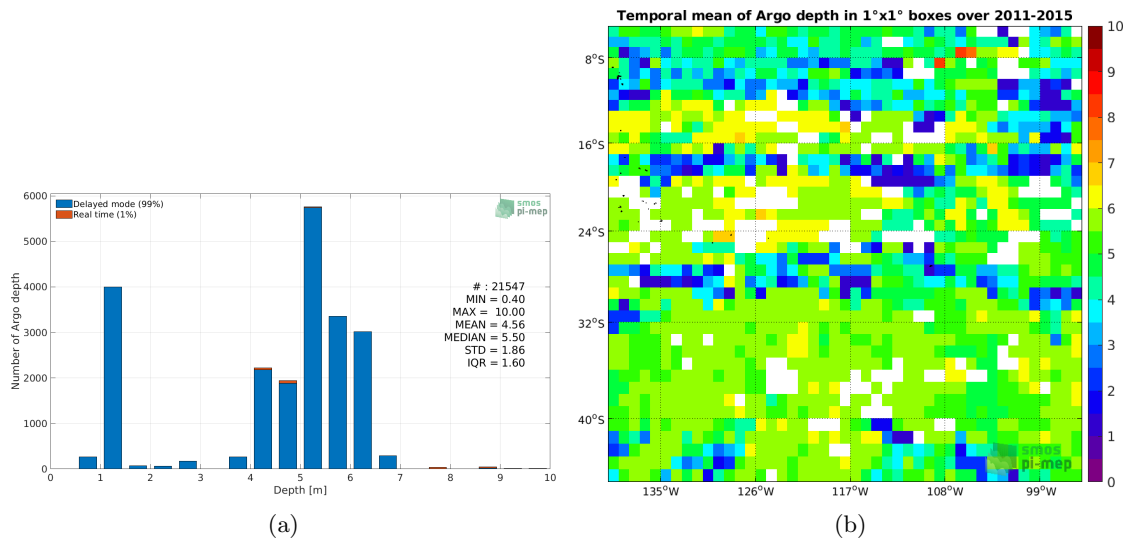 Temporal mean of Argo depth in 1°x1° boxes over 2011-2015
6000
5000
4000
3000
2000
1000
0
Number of Argo depth
Delayed mode (99%)
Real time (1%)
smos
pi-mep
# : 21547
MIN = 0.40
MAX = 10.00
MEAN = 4.56
MEDIAN = 5.50
STD = 1.86
IQR = 1.60
0 1 2 3 4 5 6 7 8 9 10
Depth [m]
8°S
16°S
24°S
32°S
40°S
smos
pi-mep
135°W 126°W 117°W 108°W 99°W
10
9
8
7
6
5
4
3
2
1
0
(a)
(b)